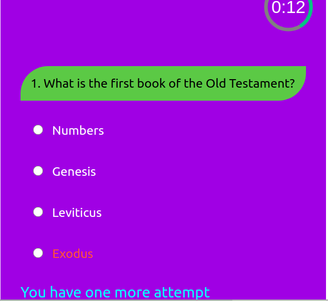 0:12
1. What is the first book of the Old Testament?
Numbers
Genesis
Leviticus
Exodus
You have one more attempt